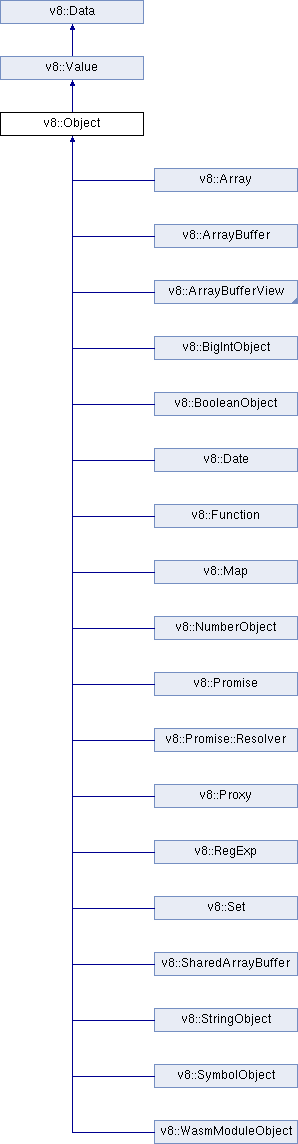 v8::Data
v8::Value
v8::Object
v8::Array
v8::ArrayBuffer
v8::ArrayBufferView
v8::BigIntObject
v8::BooleanObject
v8::Date
v8::Function
v8::Map
v8::NumberObject
v8::Promise
v8::Promise::Resolver
v8::Proxy
v8::RegExp
v8::Set
v8::SharedArrayBuffer
v8::StringObject
v8::SymbolObject
v8::WasmModuleObject